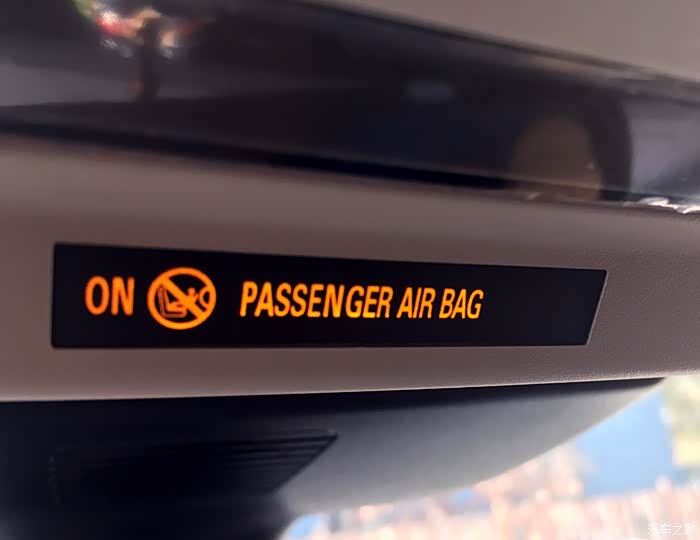 ON PASSENGER AIR BAG
汽车之家